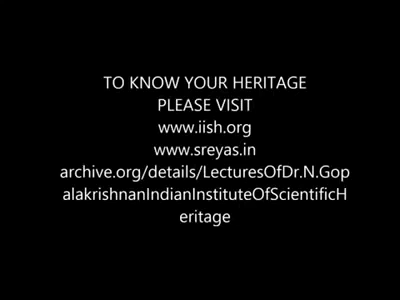 TO KNOW YOUR HERITAGE
PLEASE VISIT
www.iish.org
www.sreyas.in
archive.org/details/LecturesOfDr.N.Gop
alakrishnanIndianInstituteOfScientificH
eritage